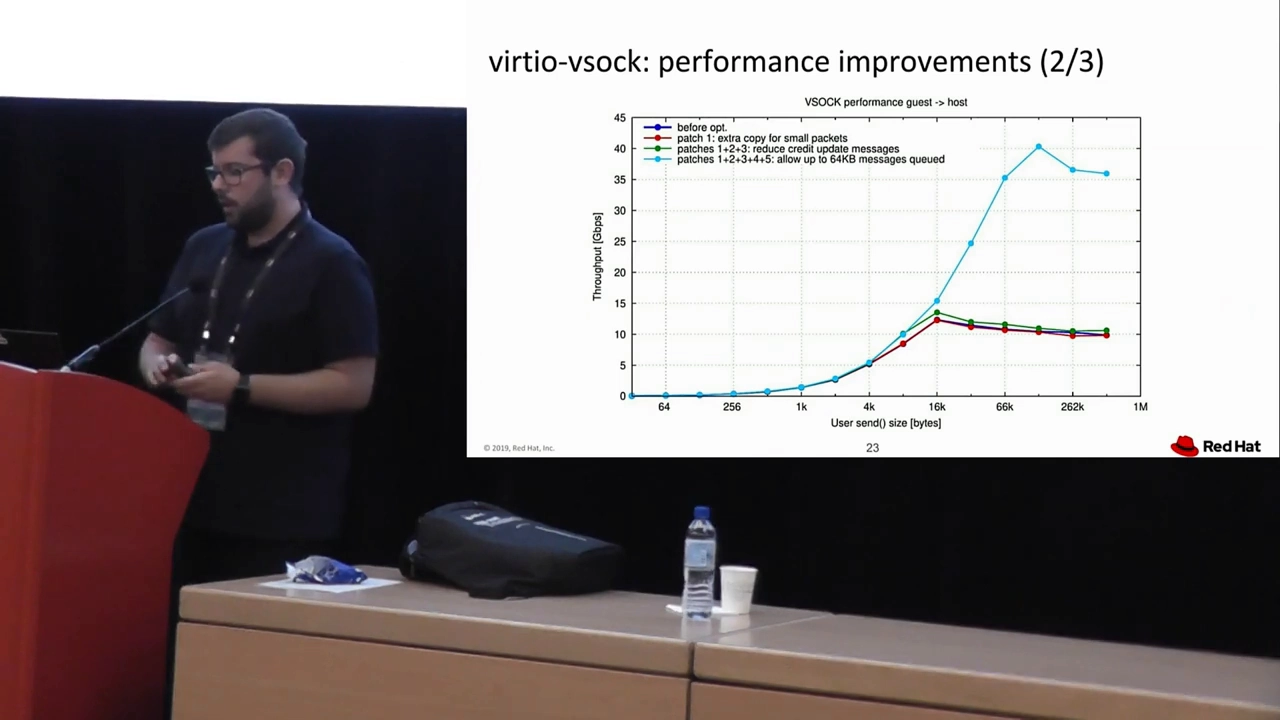 virtio-vsock: performance improvements (2/3)
VSOCK performance guest -> host
before opt.
patch 1: extra copy for small packets
patches 1+2+3: reduce credit update messages
patches 1+2+3+4+5: allow up to 64KB messages queued
Throughput [Gbps]
45
40
35
30
25
20
15
10
5
0
64 256 1k 4k 16k 66k 262k 1M
User send() size [bytes]
© 2019, Red Hat, Inc.
23
Red Hat